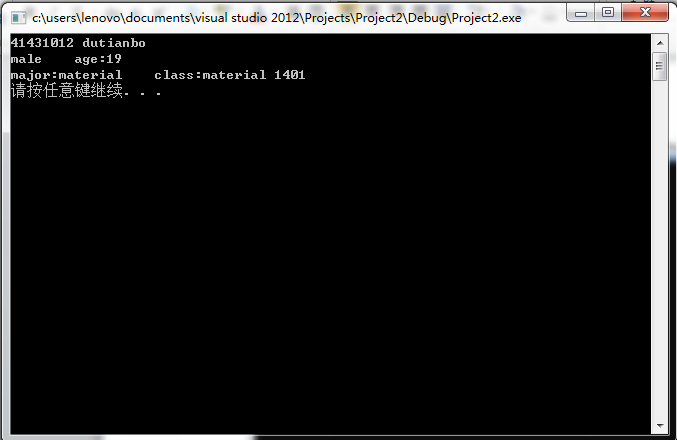 c:\users\lenovo\documents\visual studio 2012\Projects\Project2\Debug\Project2.exe
41431012 dutianbo
male    age:19
major:material    class:material 1401
请按任意键继续. . .